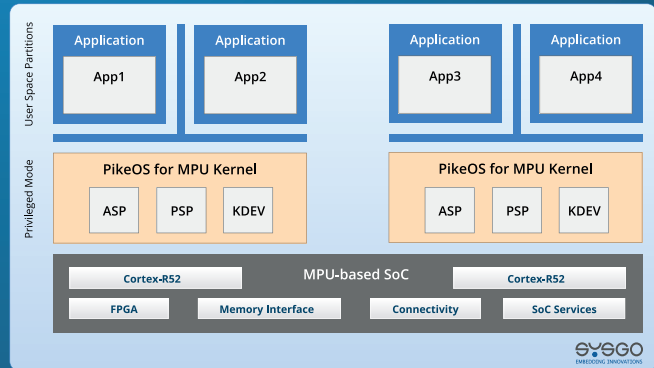 User Space Partitions
Application
Application
Application
Application
App1
App2
App3
App4
Privileged Mode
PikeOS for MPU Kernel
PikeOS for MPU Kernel
ASP
PSP
KDEV
ASP
PSP
KDEV
MPU-based SoC
Cortex-R52
Cortex-R52
FPGA
Memory Interface
Connectivity
SoC Services
SYSGO
EMBEDDING INNOVATIONS